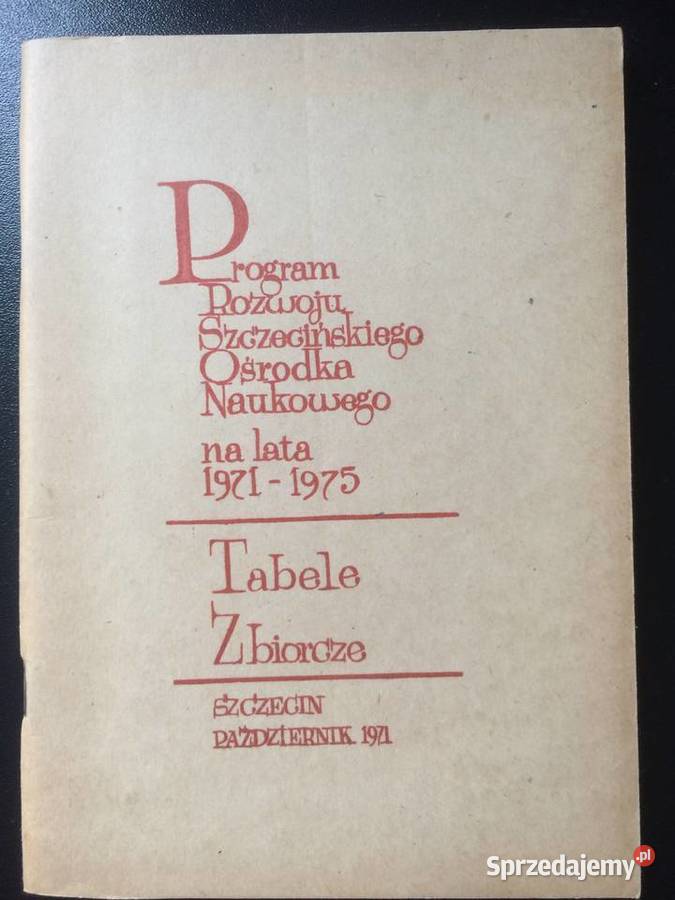 Program
Rozwoju
Szczecińskiego
Ośrodka
Naukowego
na lata
1971 - 1975
Tabele
Zbiorcze
SZCZECIN
PAŹDZIERNIK 1971
Sprzedajemy.pl